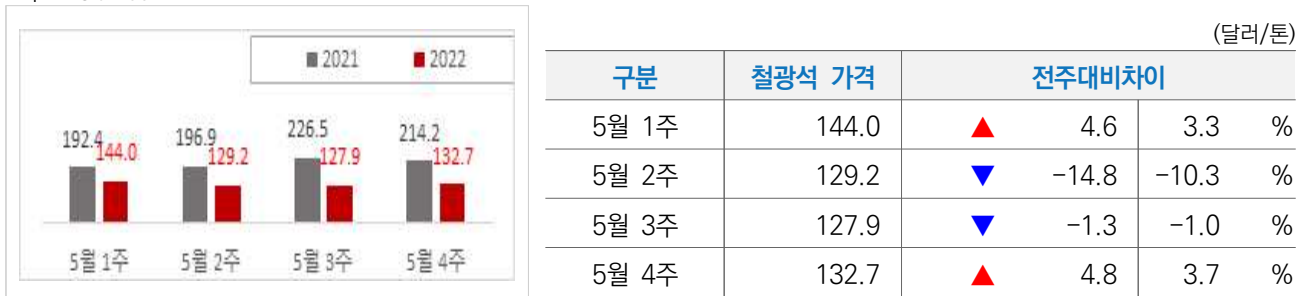 ■ 2021 ■ 2022
192.4 144.0 196.9 129.2 226.5 127.9 214.2 132.7
5월 1주 5월 2주 5월 3주 5월 4주
(달러/톤)
구분 철광석 가격 전주대비차이
5월 1주 144.0 ▲ 4.6 3.3 %
5월 2주 129.2 ▼ -14.8 -10.3 %
5월 3주 127.9 ▼ -1.3 -1.0 %
5월 4주 132.7 ▲ 4.8 3.7 %